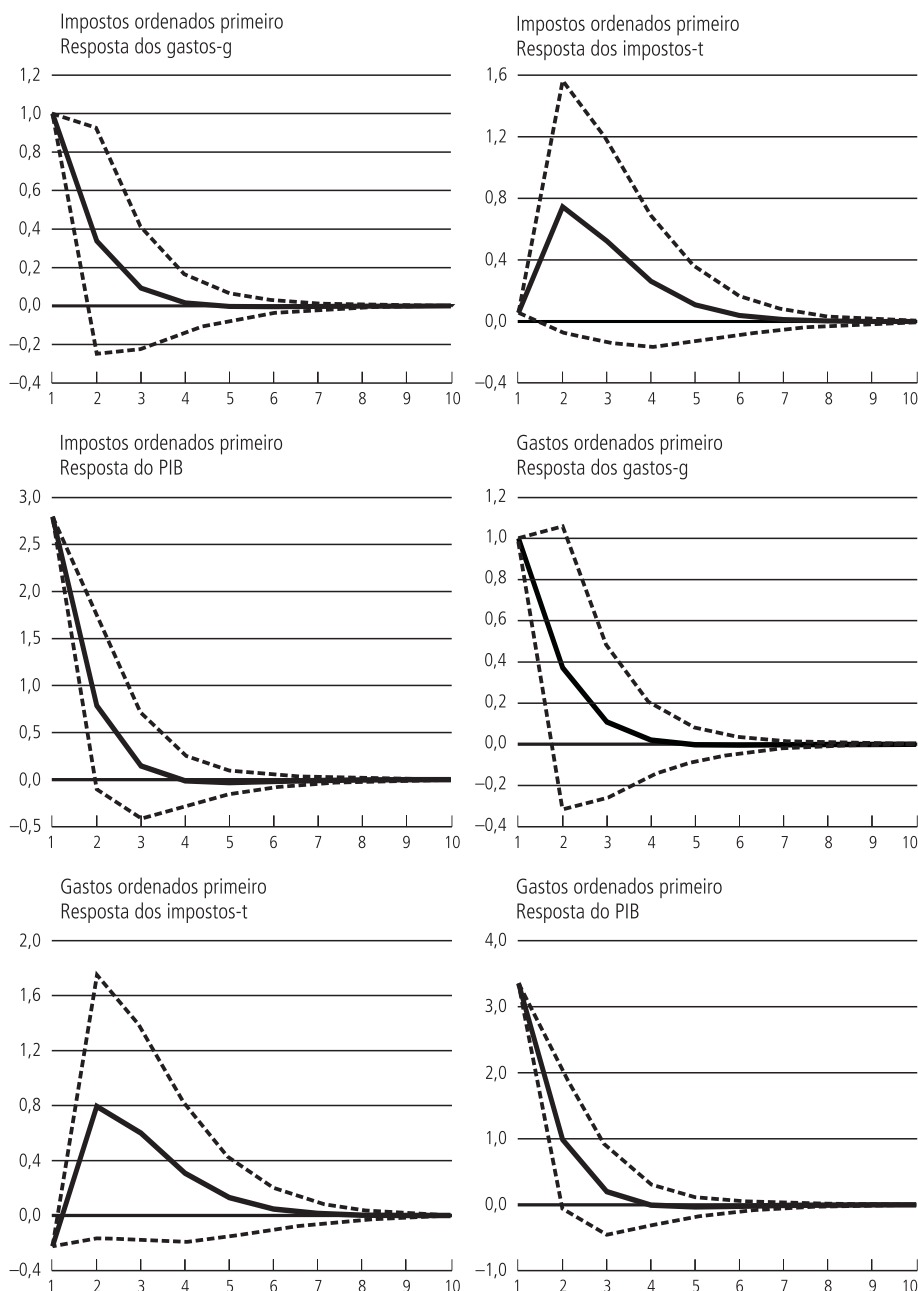 Impostos ordenados primeiro
Resposta dos gastos-g
1,2
1,0
0,8
0,6
0,4
0,2
0,0
–0,2
–0,4
1 2 3 4 5 6 7 8 9 10
Impostos ordenados primeiro
Resposta dos impostos-t
1,6
1,2
0,8
0,4
0,0
–0,4
1 2 3 4 5 6 7 8 9 10
Impostos ordenados primeiro
Resposta do PIB
3,0
2,5
2,0
1,5
1,0
0,5
0,0
–0,5
1 2 3 4 5 6 7 8 9 10
Gastos ordenados primeiro
Resposta dos gastos-g
1,2
1,0
0,8
0,6
0,4
0,2
0,0
–0,2
–0,4
1 2 3 4 5 6 7 8 9 10
Gastos ordenados primeiro
Resposta dos impostos-t
2,0
1,6
1,2
0,8
0,4
0,0
–0,4
1 2 3 4 5 6 7 8 9 10
Gastos ordenados primeiro
Resposta do PIB
4,0
3,0
2,0
1,0
0,0
–1,0
1 2 3 4 5 6 7 8 9 10